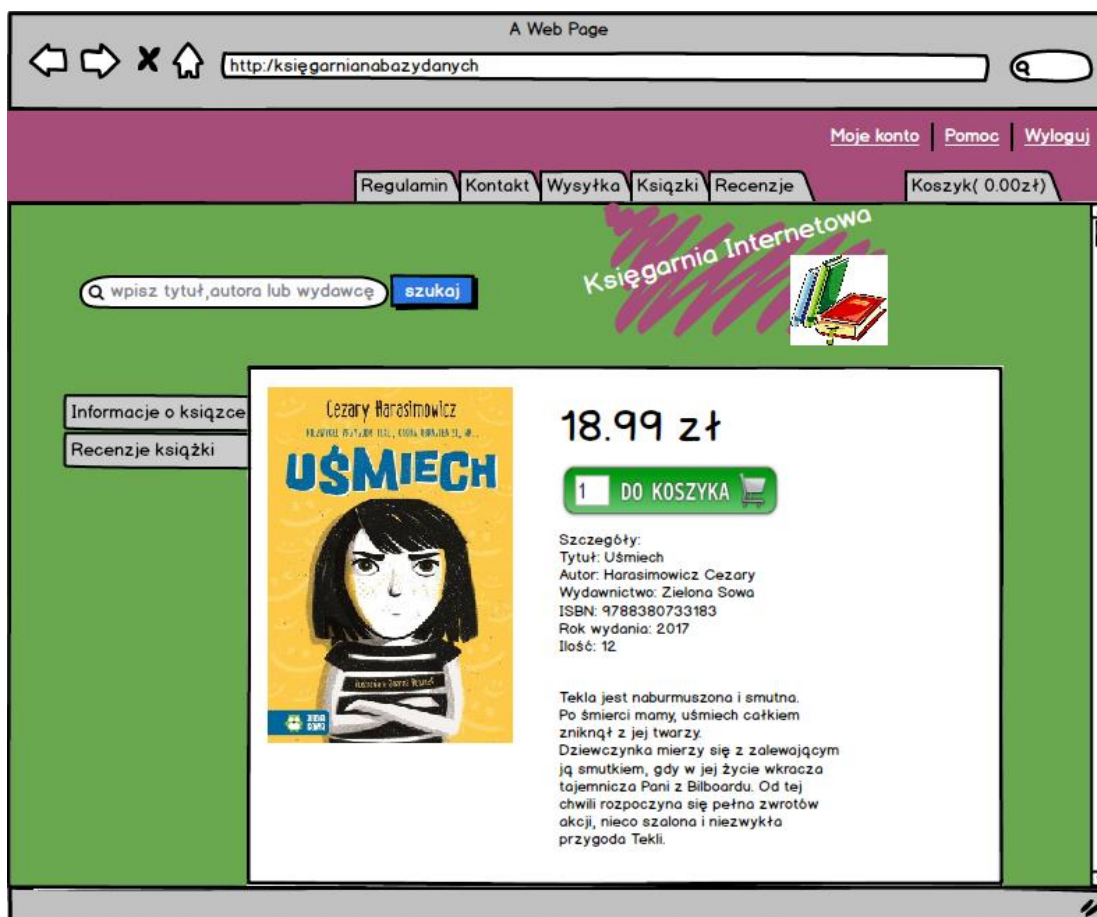 A Web Page
http:/księgarnianabazydanych
Moje konto Pomoc Wyloguj
Regulamin Kontakt Wysyłka Książki Recenzje Koszyk( 0.00zł)
Księgarnia Internetowa
wpisz tytuł,autora lub wydawcę szukaj
Informacje o książce
Recenzje książki
Cezary Harasimowicz
UŚMIECH
18.99 zł
1 DO KOSZYKA
Szczegóły:
Tytuł: Uśmiech
Autor: Harasimowicz Cezary
Wydawnictwo: Zielona Sowa
ISBN: 9788380733183
Rok wydania: 2017
Ilość: 12
Tekla jest naburmuszona i smutna.
Po śmierci mamy, uśmiech całkiem
zniknął z jej twarzy.
Dziewczynka mierzy się z zalewającym
ją smutkiem, gdy w jej życie wkracza
tajemnicza Pani z Bilboardu. Od tej
chwili rozpoczyna się pełna zwrotów
akcji, nieco szalona i niezwykła
przygoda Tekli.